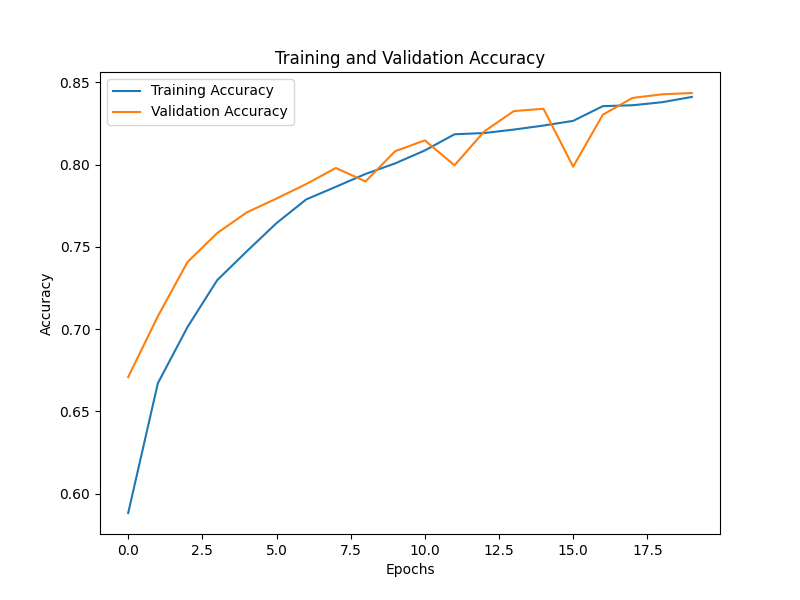 Training and Validation Accuracy
Training Accuracy
Validation Accuracy
0.85
0.80
0.75
0.70
0.65
0.60
Accuracy
0.0 2.5 5.0 7.5 10.0 12.5 15.0 17.5
Epochs